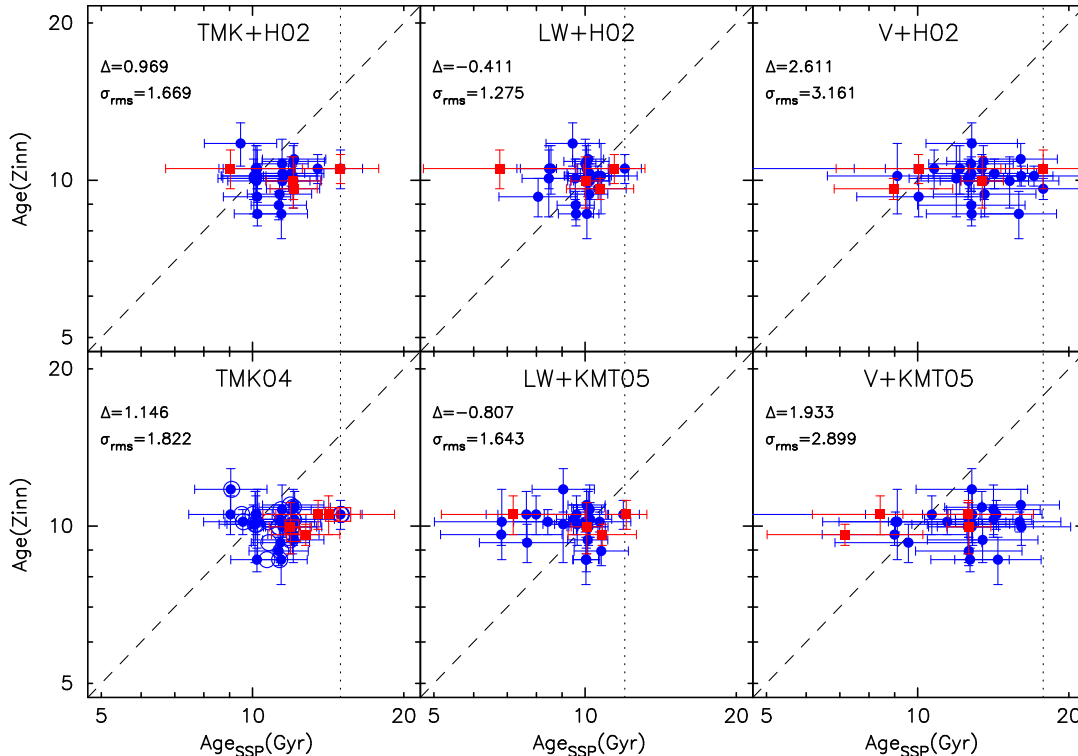 TMK+H02
Δ=0.969
σrms=1.669
LW+H02
Δ=−0.411
σrms=1.275
V+H02
Δ=2.611
σrms=3.161
20
10
5
Age(Zinn)
TMK04
Δ=1.146
σrms=1.822
LW+KMT05
Δ=−0.807
σrms=1.643
V+KMT05
Δ=1.933
σrms=2.899
20
10
5
Age(Zinn)
5 10 20
5 10 20
5 10 20
AgeSSP(Gyr)
AgeSSP(Gyr)
AgeSSP(Gyr)